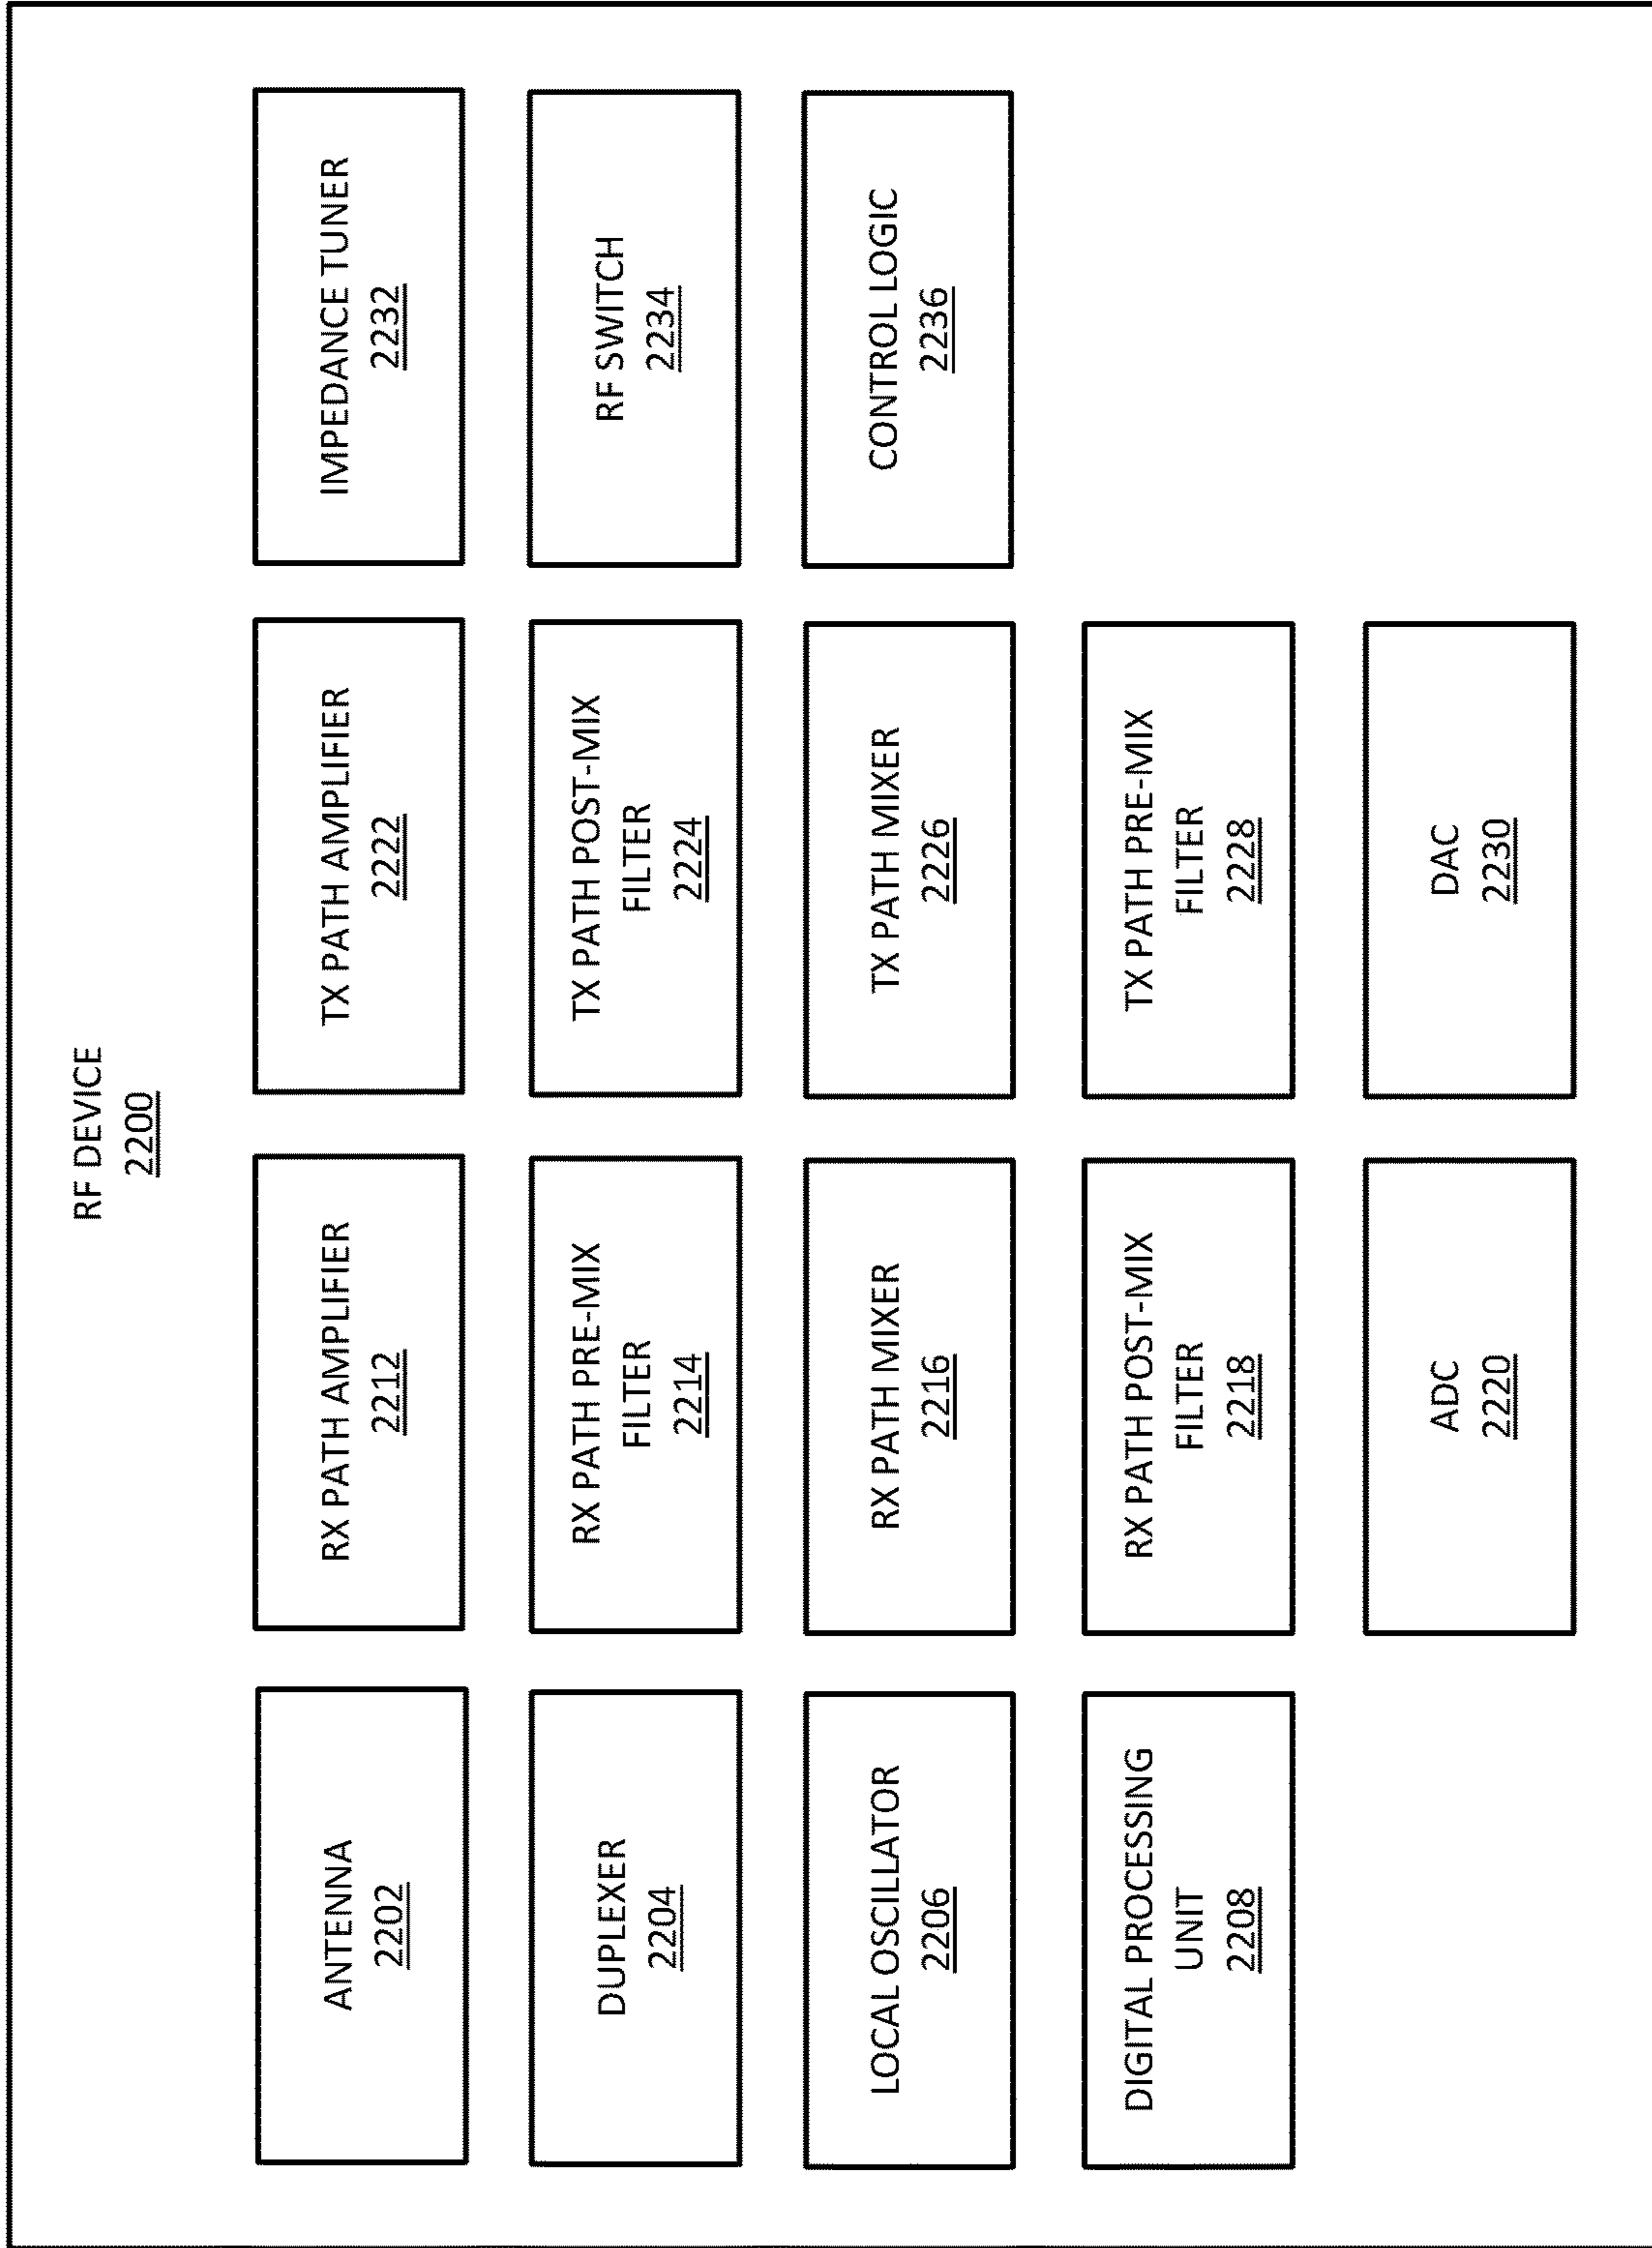 RF DEVICE
2200
ANTENNA
2202
DUPLEXER
2204
LOCAL OSCILLATOR
2206
DIGITAL PROCESSING
UNIT
2208
RX PATH AMPLIFIER
2212
RX PATH PRE-MIX
FILTER
2214
RX PATH MIXER
2216
RX PATH POST-MIX
FILTER
2218
ADC
2220
TX PATH AMPLIFIER
2222
TX PATH POST-MIX
FILTER
2224
TX PATH MIXER
2226
TX PATH PRE-MIX
FILTER
2228
DAC
2230
IMPEDANCE TUNER
2232
RF SWITCH
2234
CONTROL LOGIC
2236